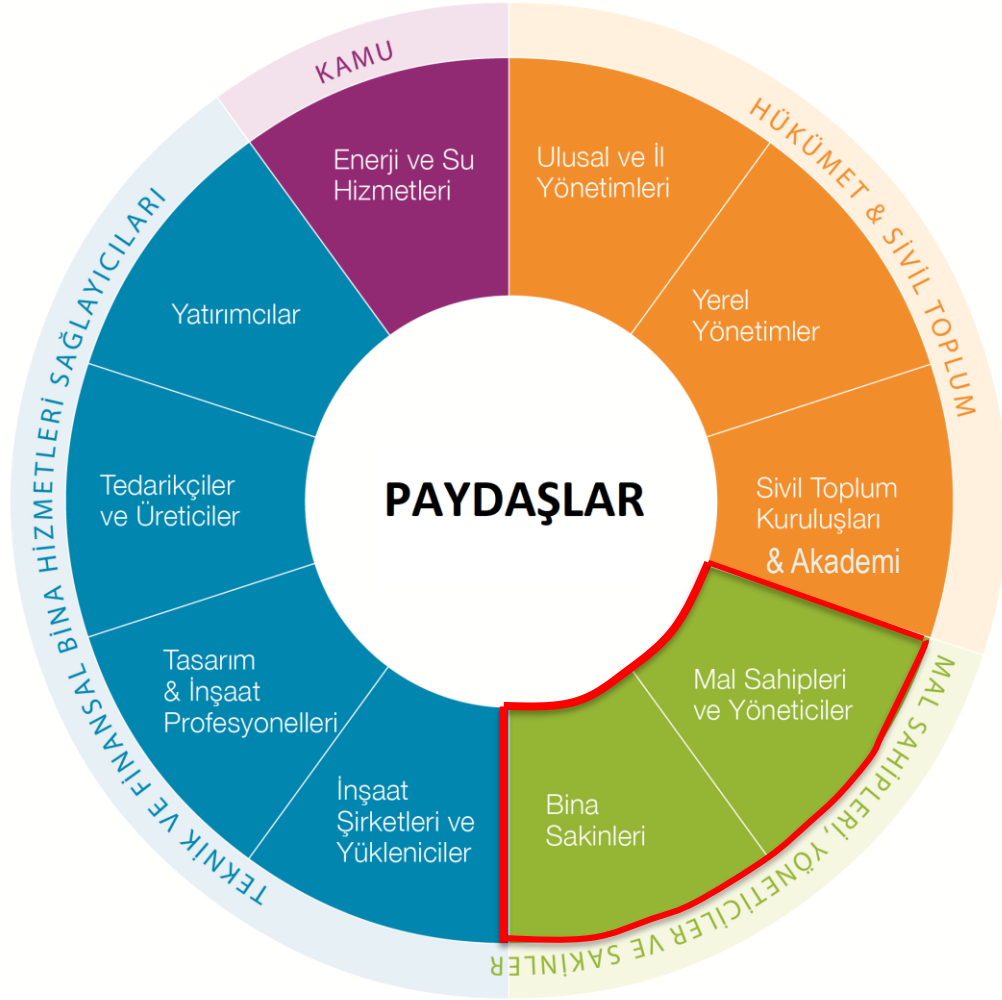 KAMU
HÜKÜMET & SİVİL TOPLUM
Enerji ve Su
Hizmetleri
Ulusal ve İl
Yönetimleri
Yerel
Yönetimler
Sivil Toplum
Kuruluşları
& Akademi
MAL SAHİPLERİ, YÖNETİCİLER VE SAKİNLER
Mal Sahipleri
ve Yöneticiler
Bina
Sakinleri
TEKNİK VE FİNANSAL BİNA HİZMETLERİ SAĞLAYICILARI
İnşaat
Şirketleri ve
Yükleniciler
Tasarım
& İnşaat
Profesyonelleri
Tedarikçiler
ve Üreticiler
Yatırımcılar
PAYDAŞLAR